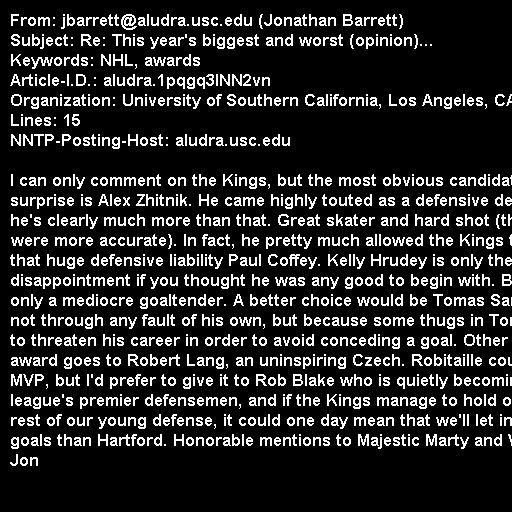 From: jbarrett@aludra.usc.edu (Jonathan Barrett)
Subject: Re: This year's biggest and worst (opinion)...
Keywords: NHL, awards
Article-I.D.: aludra.1pqgq3INN2vn
Organization: University of Southern California, Los Angeles, CA
Lines: 15
NNTP-Posting-Host: aludra.usc.edu

I can only comment on the Kings, but the most obvious candidat
surprise is Alex Zhitnik. He came highly touted as a defensive de
he's clearly much more than that. Great skater and hard shot (th
were more accurate). In fact, he pretty much allowed the Kings t
that huge defensive liability Paul Coffey. Kelly Hrudey is only the
disappointment if you thought he was any good to begin with. B
only a mediocre goaltender. A better choice would be Tomas Sa
not through any fault of his own, but because some thugs in Tor
to threaten his career in order to avoid conceding a goal. Other
award goes to Robert Lang, an uninspiring Czech. Robitaille cou
MVP, but I'd prefer to give it to Rob Blake who is quietly becomi
league's premier defensemen, and if the Kings manage to hold o
rest of our young defense, it could one day mean that we'll let in
goals than Hartford. Honorable mentions to Majestic Marty and V
Jon